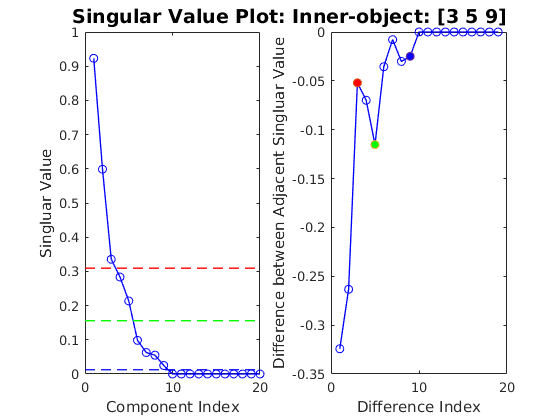 Singular Value Plot: Inner-object: [3 5 9]
Singluar Value
1
0.9
0.8
0.7
0.6
0.5
0.4
0.3
0.2
0.1
0
0 10 20
Component Index
Difference between Adjacent Singluar Value
0
-0.05
-0.1
-0.15
-0.2
-0.25
-0.3
-0.35
0 10 20
Difference Index